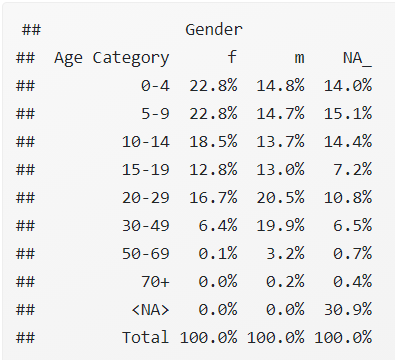 ##                Gender
##  Age Category      f      m    NA_
##           0-4  22.8%  14.8%  14.0%
##           5-9  22.8%  14.7%  15.1%
##         10-14  18.5%  13.7%  14.4%
##         15-19  12.8%  13.0%   7.2%
##         20-29  16.7%  20.5%  10.8%
##         30-49   6.4%  19.9%   6.5%
##         50-69   0.1%   3.2%   0.7%
##           70+   0.0%   0.2%   0.4%
##          <NA>   0.0%   0.0%  30.9%
##         Total 100.0% 100.0% 100.0%